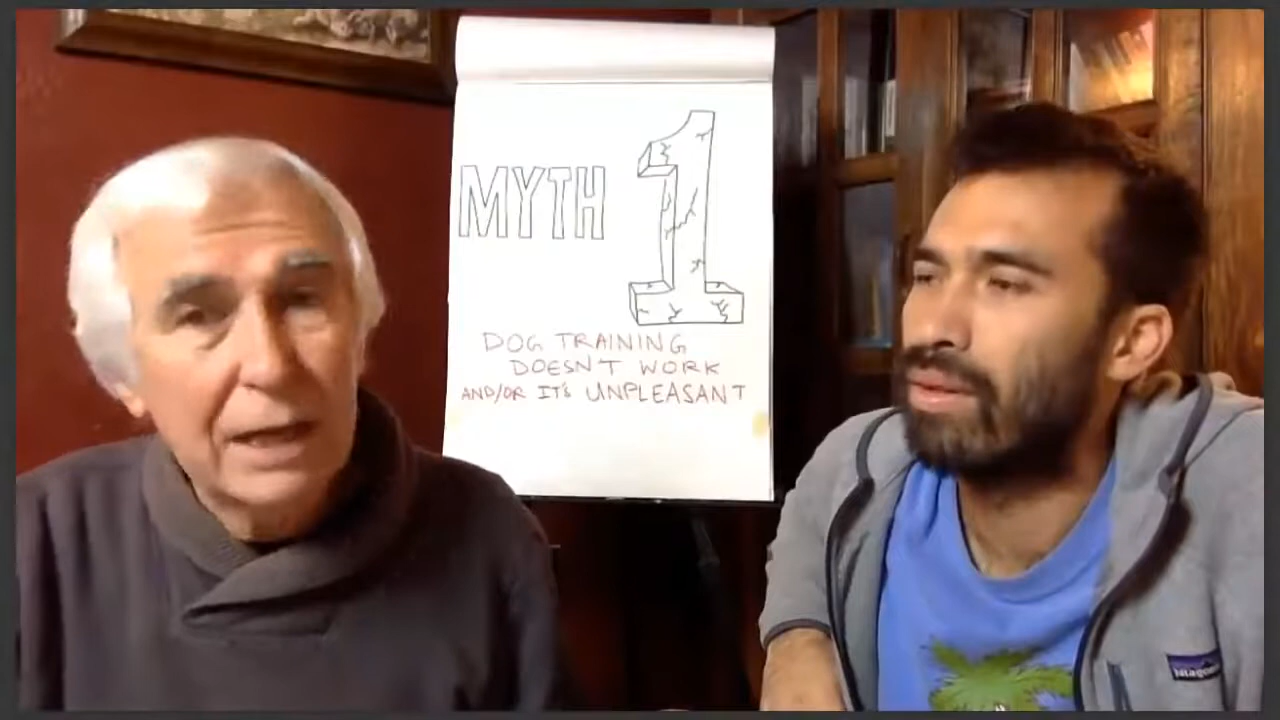 MYTH 1
DOG TRAINING
DOESN'T WORK
AND/OR IT'S UNPLEASANT
patagonia